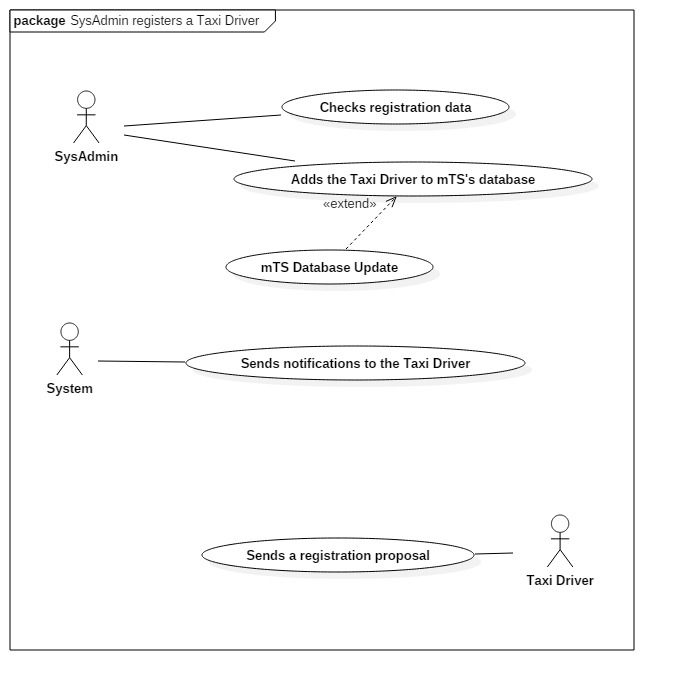 package SysAdmin registers a Taxi Driver
Checks registration data
SysAdmin
Adds the Taxi Driver to mTS's database
«extend»
mTS Database Update
Sends notifications to the Taxi Driver
System
Sends a registration proposal
Taxi Driver